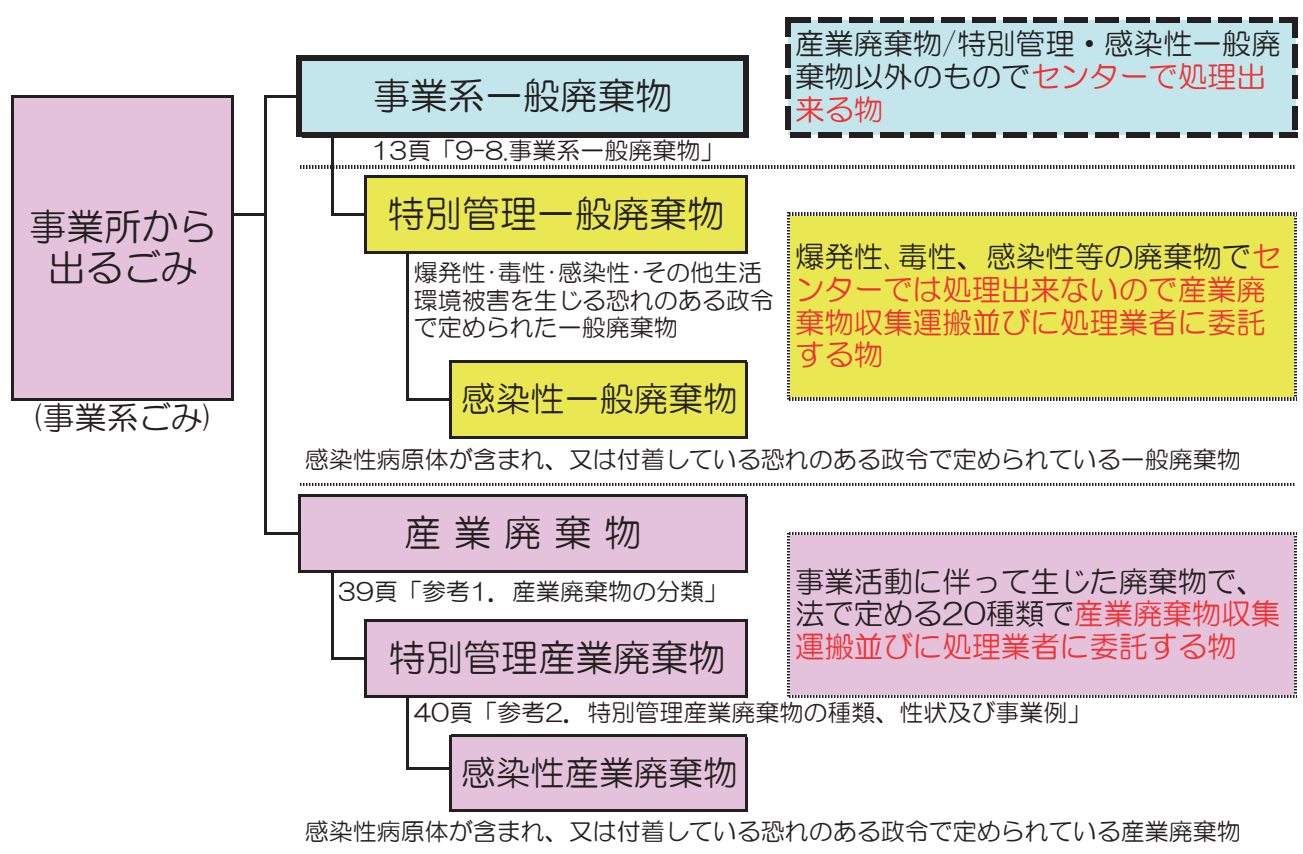 事業所から
出るごみ
(事業系ごみ)
事業系一般廃棄物
13頁「9-8.事業系一般廃棄物」
産業廃棄物/特別管理・感染性一般廃
棄物以外のものでセンターで処理出
来る物
特別管理一般廃棄物
爆発性･毒性･感染性･その他生活
環境被害を生じる恐れのある政令
で定められた一般廃棄物
感染性一般廃棄物
爆発性、毒性、感染性等の廃棄物でセ
ンターでは処理出来ないので産業廃
棄物収集運搬並びに処理業者に委託
する物
感染性病原体が含まれ、又は付着している恐れのある政令で定められている一般廃棄物
産業廃棄物
39頁「参考1．産業廃棄物の分類」
特別管理産業廃棄物
40頁「参考2．特別管理産業廃棄物の種類、性状及び事業例」
感染性産業廃棄物
事業活動に伴って生じた廃棄物で、
法で定める20種類で産業廃棄物収集
運搬並びに処理業者に委託する物
感染性病原体が含まれ、又は付着している恐れのある政令で定められている産業廃棄物